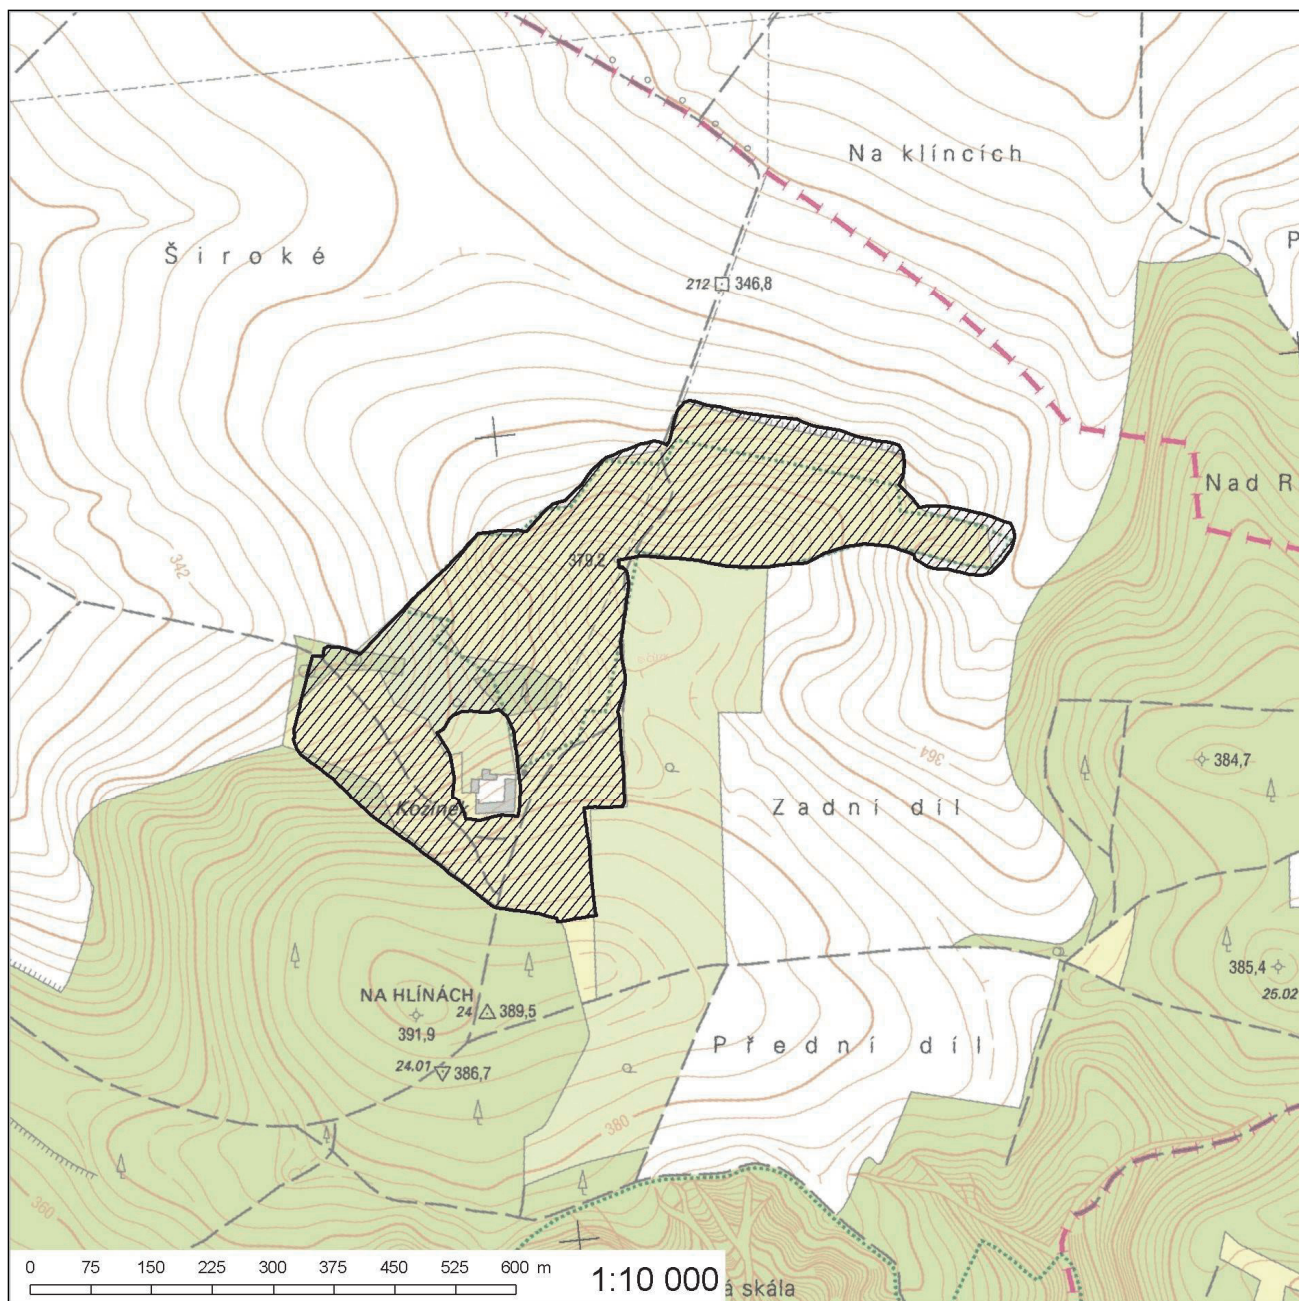 Na klíncích
Široké
P
212 346,8
Nad R
379,2
342
364
384,7
Kozinek
Zadní díl
385,4
25.02
NA HLÍNÁCH
24 389,5
391,9
Přední díl
24.01 386,7
380
360
0 75 150 225 300 375 450 525 600 m
1:10 000
á skála